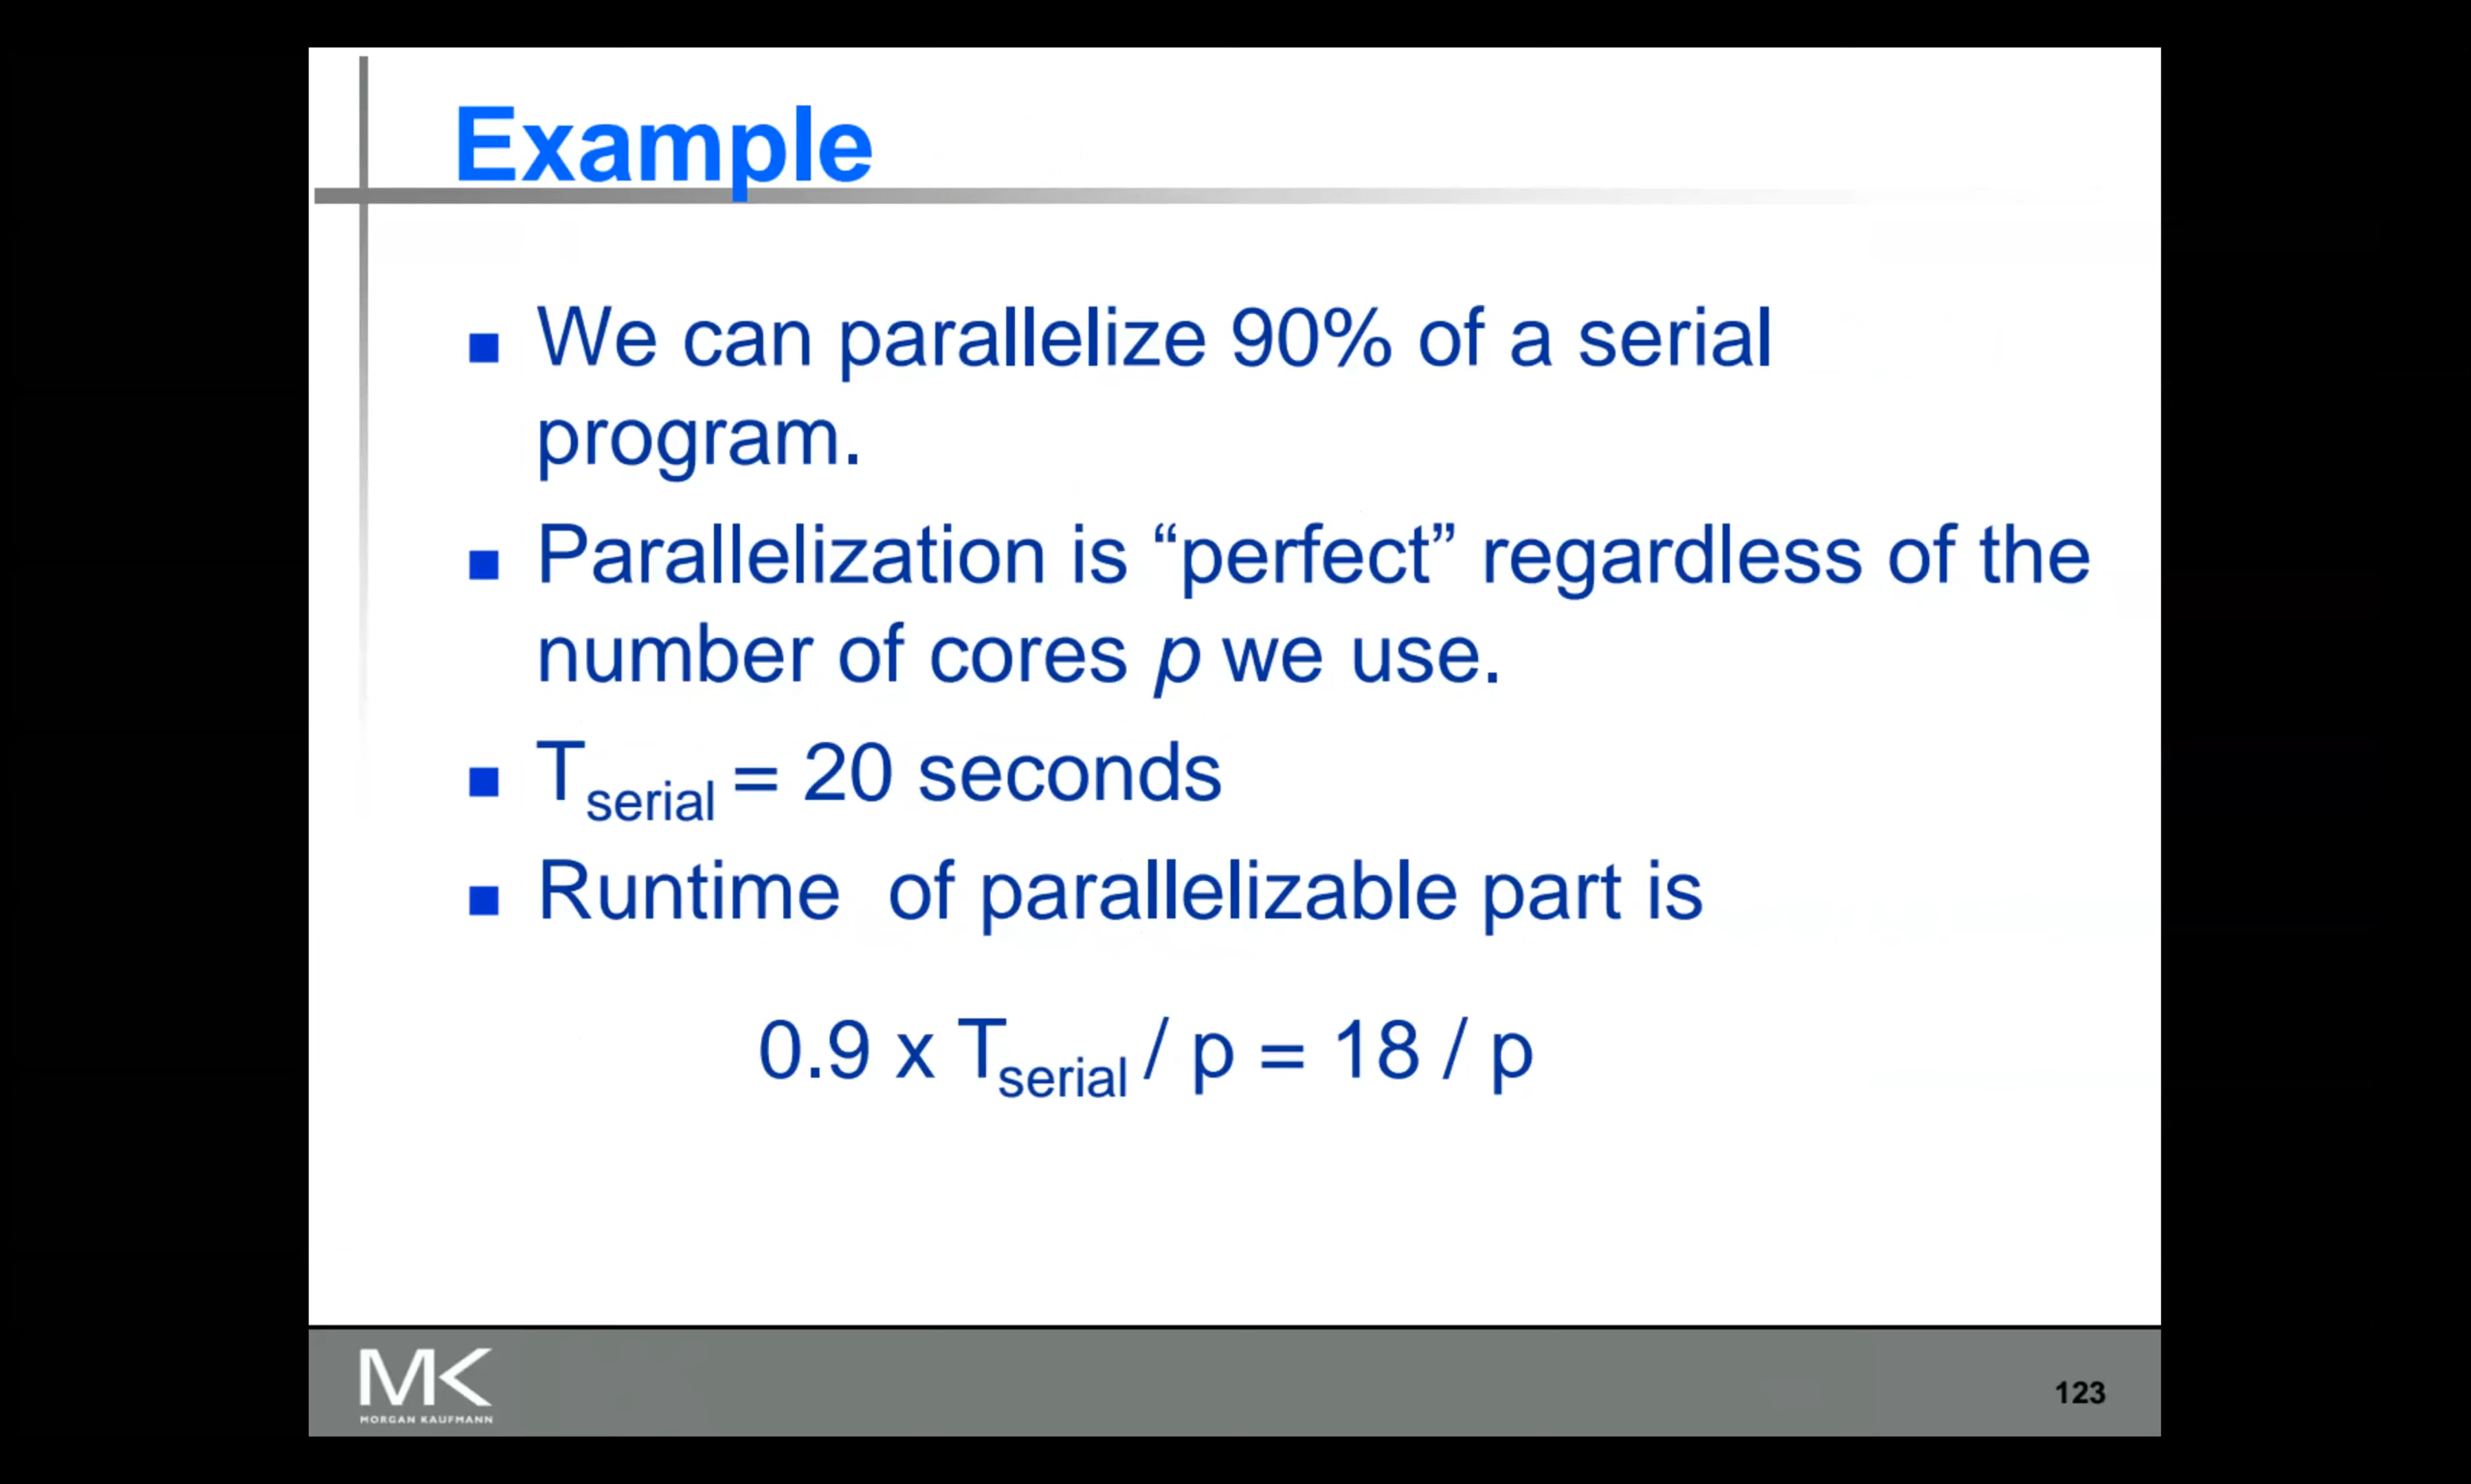 Example
We can parallelize 90% of a serial
program.
Parallelization is “perfect” regardless of the
number of cores p we use.
Tserial = 20 seconds
Runtime  of parallelizable part is
0.9 x Tserial / p = 18 / p
MK
MORGAN KAUFMANN
123